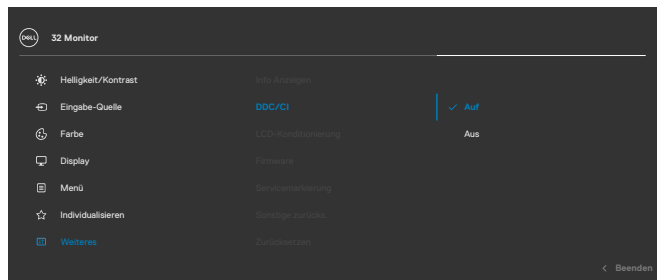 DELL
32 Monitor
Helligkeit/Kontrast
Info Anzeigen
Eingabe-Quelle
DDC/CI
Auf
Farbe
LCD-Konditionierung
Aus
Display
Firmware
Menü
Servicemarkierung
Individualisieren
Sonstige zurücks.
Weiteres
Zurücksetzen
Beenden